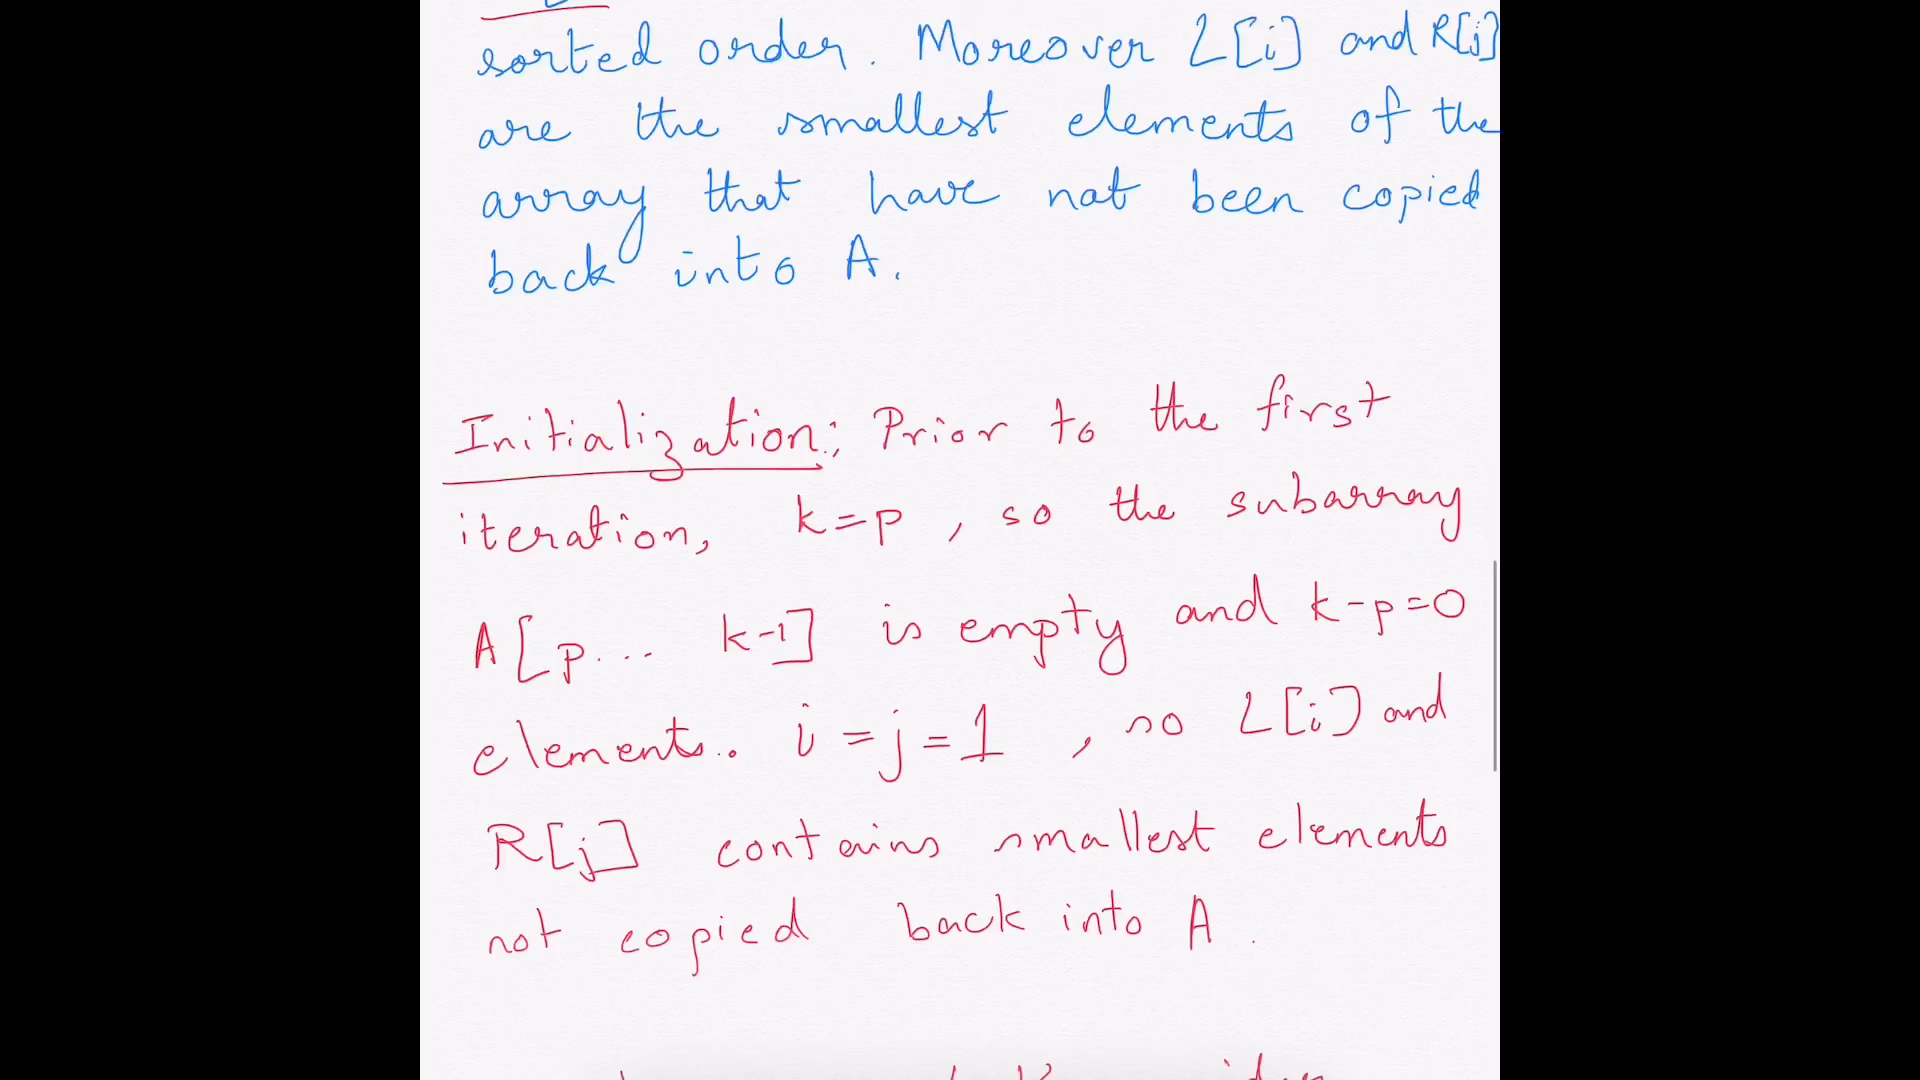 sorted order. Moreover L[i] and R[j]
are the smallest elements of the
array that have not been copied
back into A.
Initialization: Prior to the first
iteration, k=p, so the subarray
A[p... k-1] is empty and k-p=0
elements. i=j=1, so L[i] and
R[j] contains smallest elements
not copied back into A.